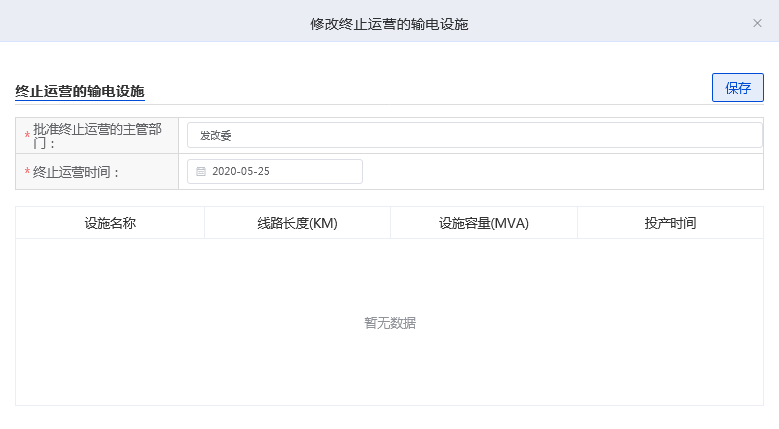 修改终止运营的输电设施
×
终止运营的输电设施
保存
* 批准终止运营的主管部
门：
发改委
* 终止运营时间：
2020-05-25
设施名称 线路长度(KM) 设施容量(MVA) 投产时间
暂无数据